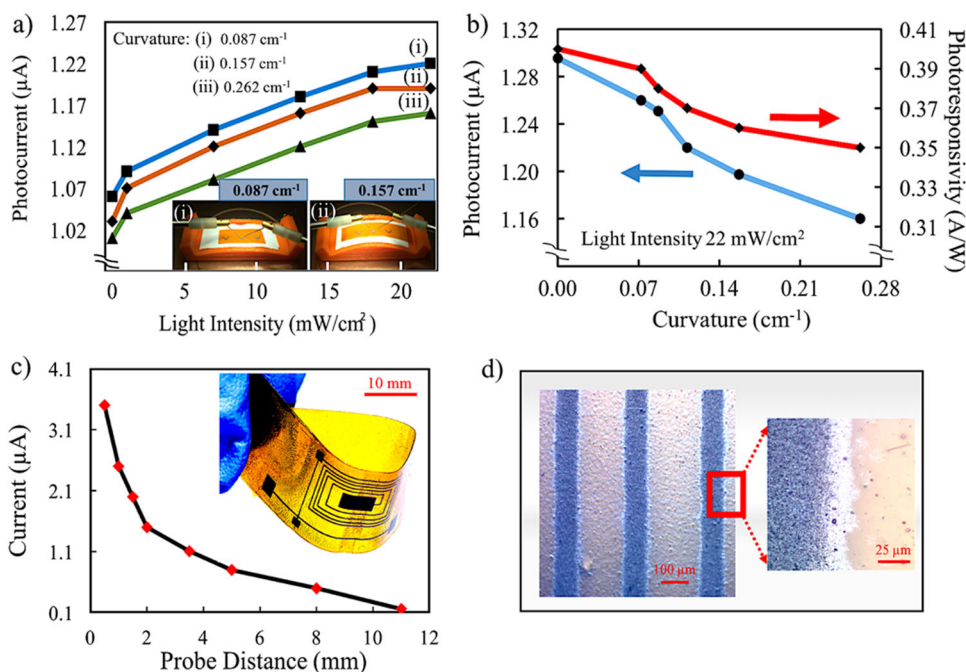 a)
1.27
1.22
1.17
1.12
1.07
1.02
Photocurrent (µA)
Curvature: (i) 0.087 cm⁻¹
(ii) 0.157 cm⁻¹
(iii) 0.262 cm⁻¹
(i)
(ii)
(iii)
0.087 cm⁻¹
0.157 cm⁻¹
(i)
(ii)
0 5 10 15 20
Light Intensity (mW/cm²)
b)
1.32
1.28
1.24
1.20
1.16
Photocurrent (µA)
0.41
0.39
0.37
0.35
0.33
0.31
Photoresponsivity (A/W)
Light Intensity 22 mW/cm²
0.00 0.07 0.14 0.21 0.28
Curvature (cm⁻¹)
c)
4.1
3.1
2.1
1.1
0.1
Current (µA)
10 mm
0 2 4 6 8 10 12
Probe Distance (mm)
d)
100 µm
25 µm